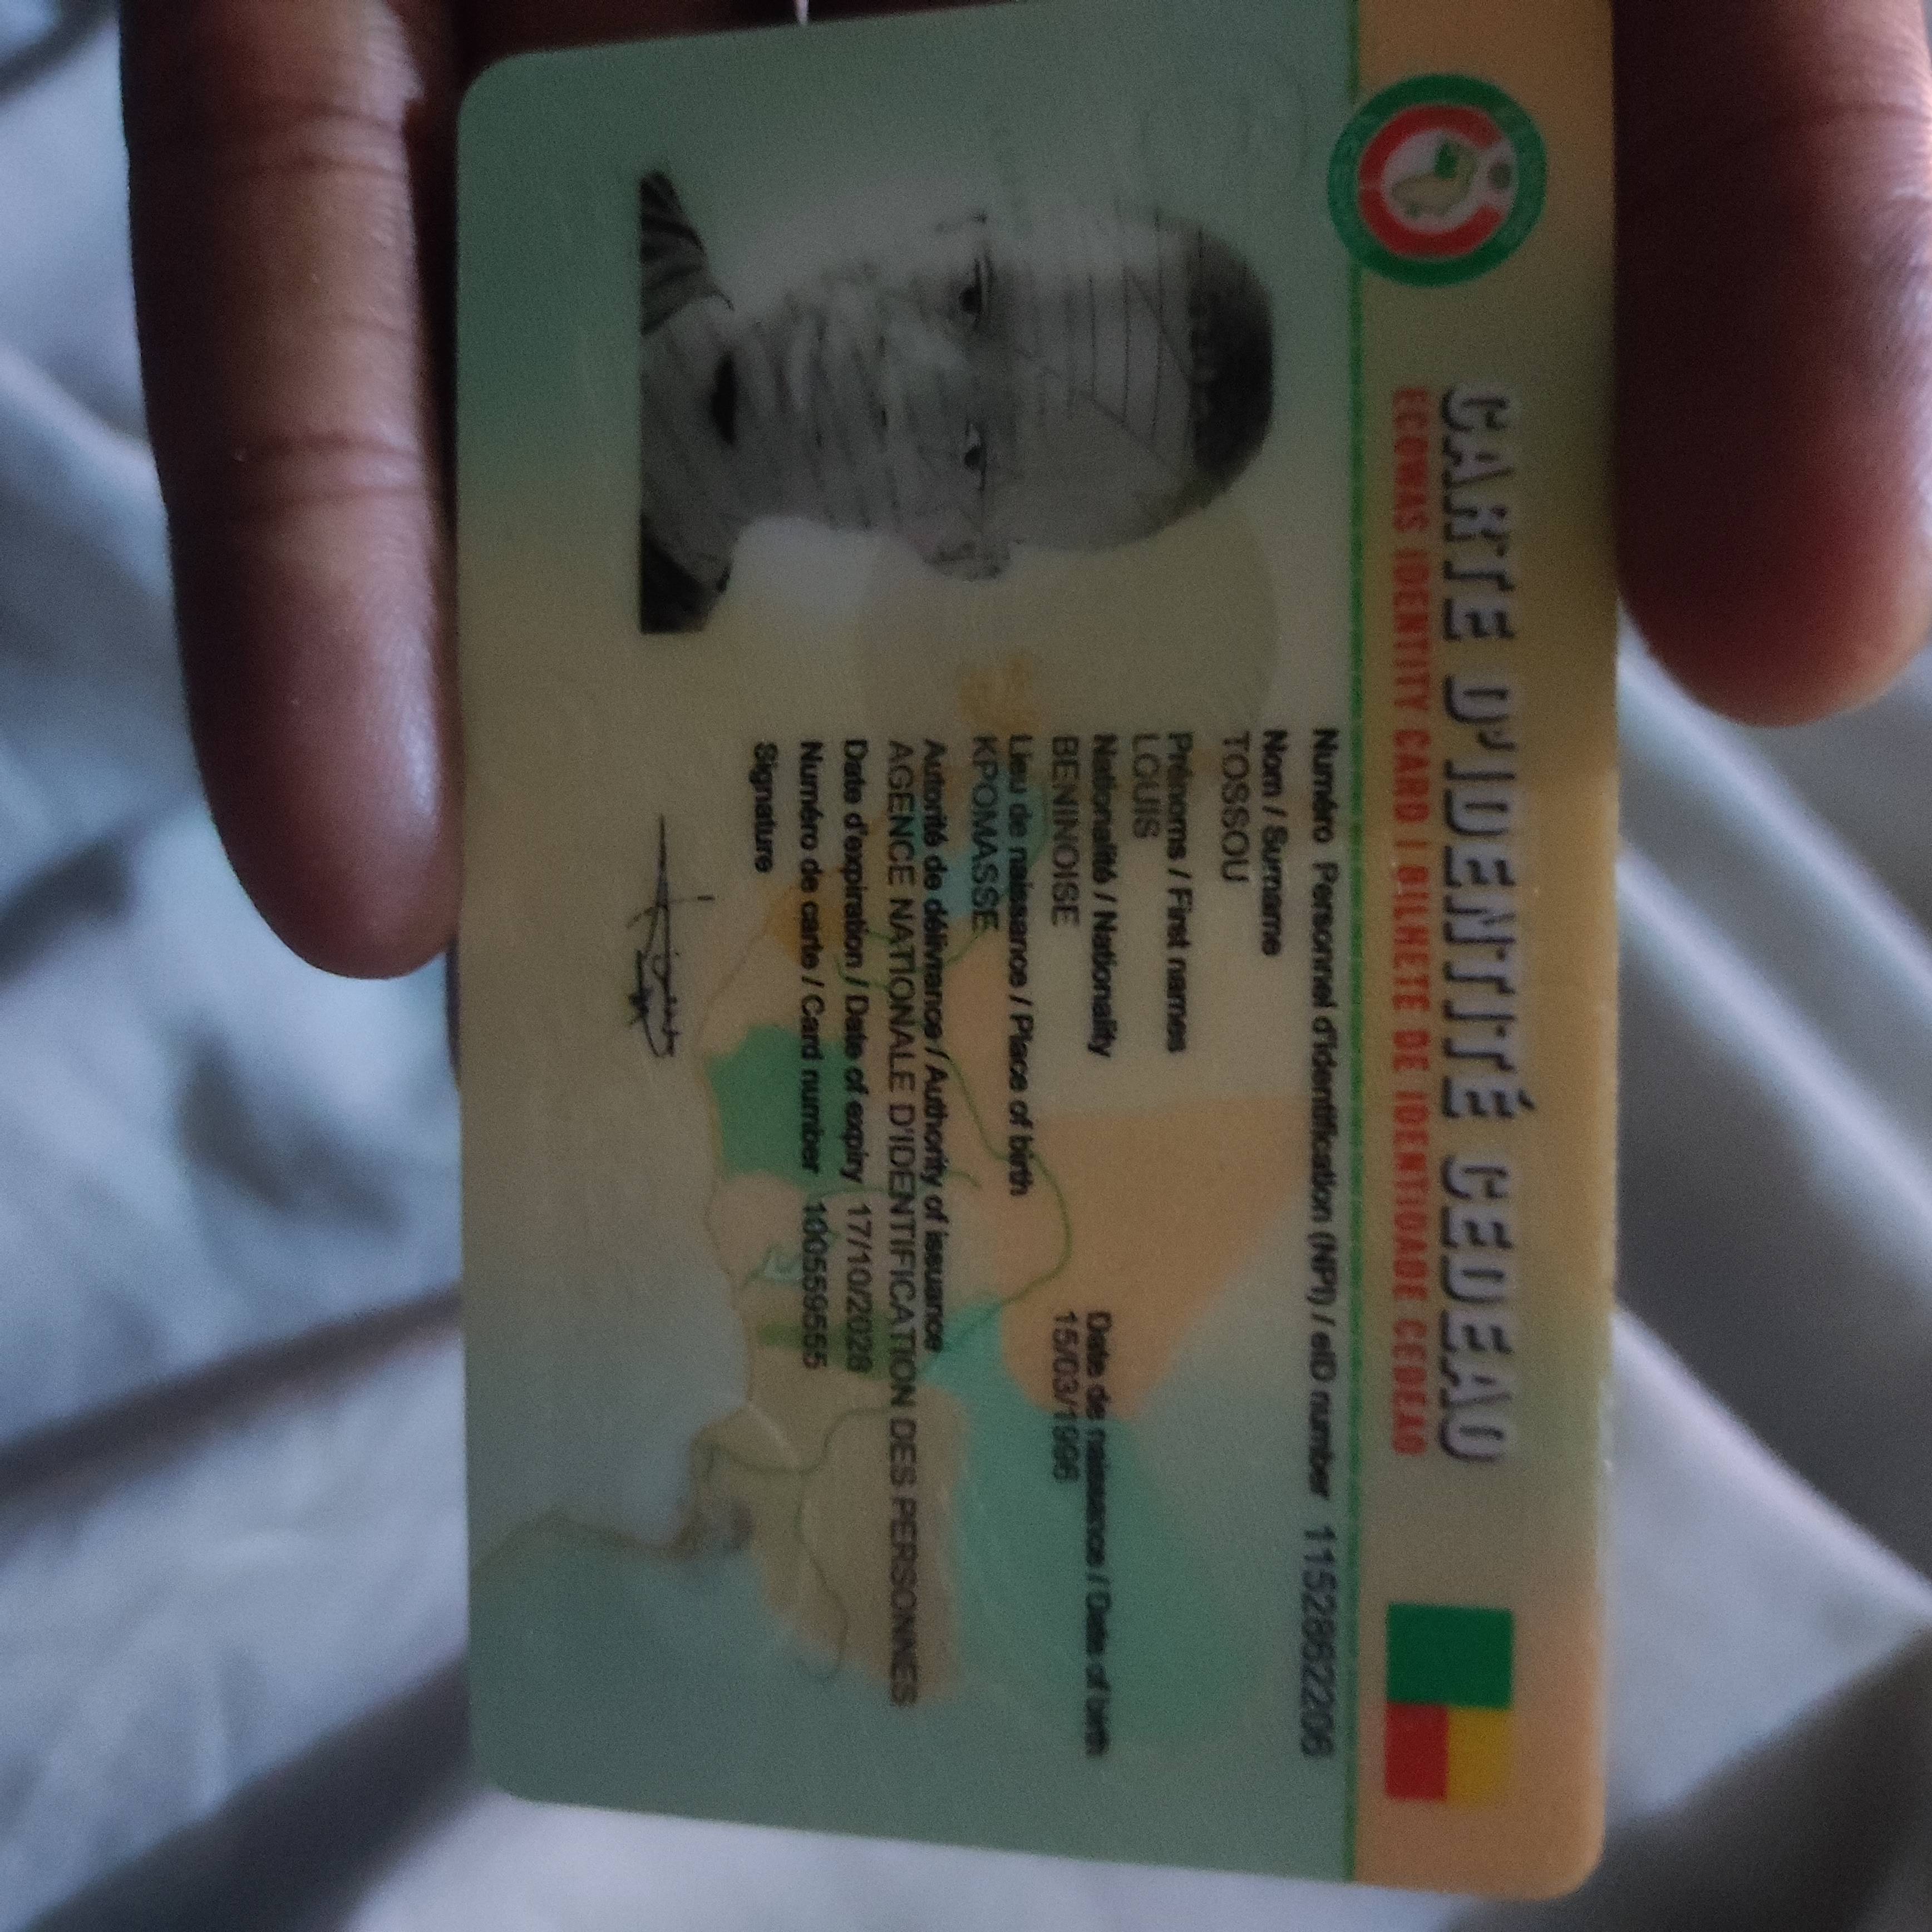 CARTE D'IDENTITÉ CEDEAO
ECOWAS IDENTITY CARD / BILHETE DE IDENTIDADE CEDEAO
Numéro Personnel d'identification (NPI) / eID number 1152862206
Nom / Surname
TOSSOU
Prénoms / First names
LOUIS
Nationalité / Nationality
BENINOISE
Date de naissance / Date of birth
15/03/1996
Lieu de naissance / Place of birth
KPOMASSE
Autorité de délivrance / Authority of issuance
AGENCE NATIONALE D'IDENTIFICATION DES PERSONNES
Date d'expiration / Date of expiry 17/10/2028
Numéro de carte / Card number 1005559555
Signature